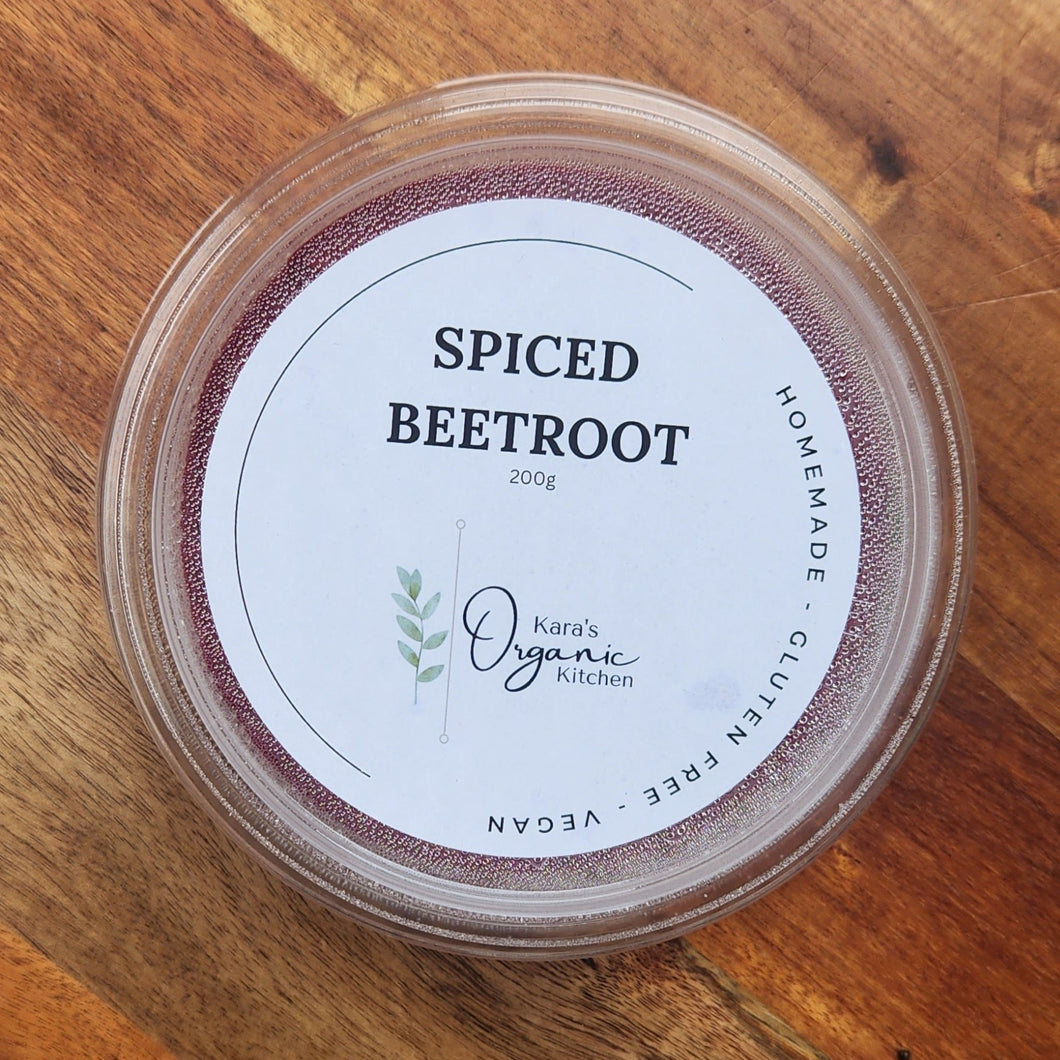 SPICED
BEETROOT
200g
Kara's
Organic
Kitchen
HOMEMADE - GLUTEN FREE - VEGAN